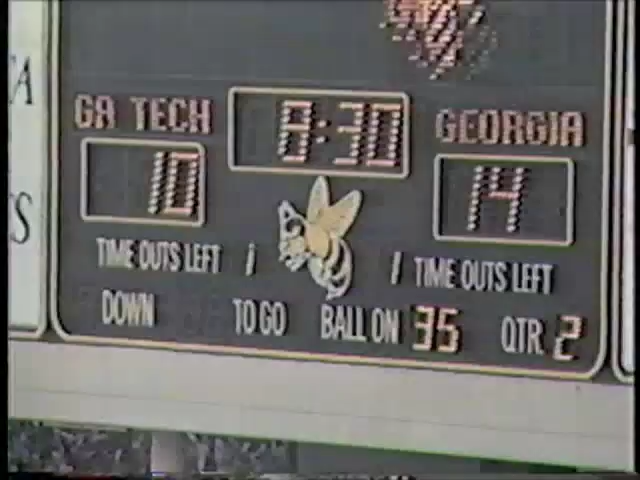 GA TECH 8:30 GEORGIA
10 14
TIME OUTS LEFT 1 1 TIME OUTS LEFT
DOWN TO GO BALL ON 35 QTR 2